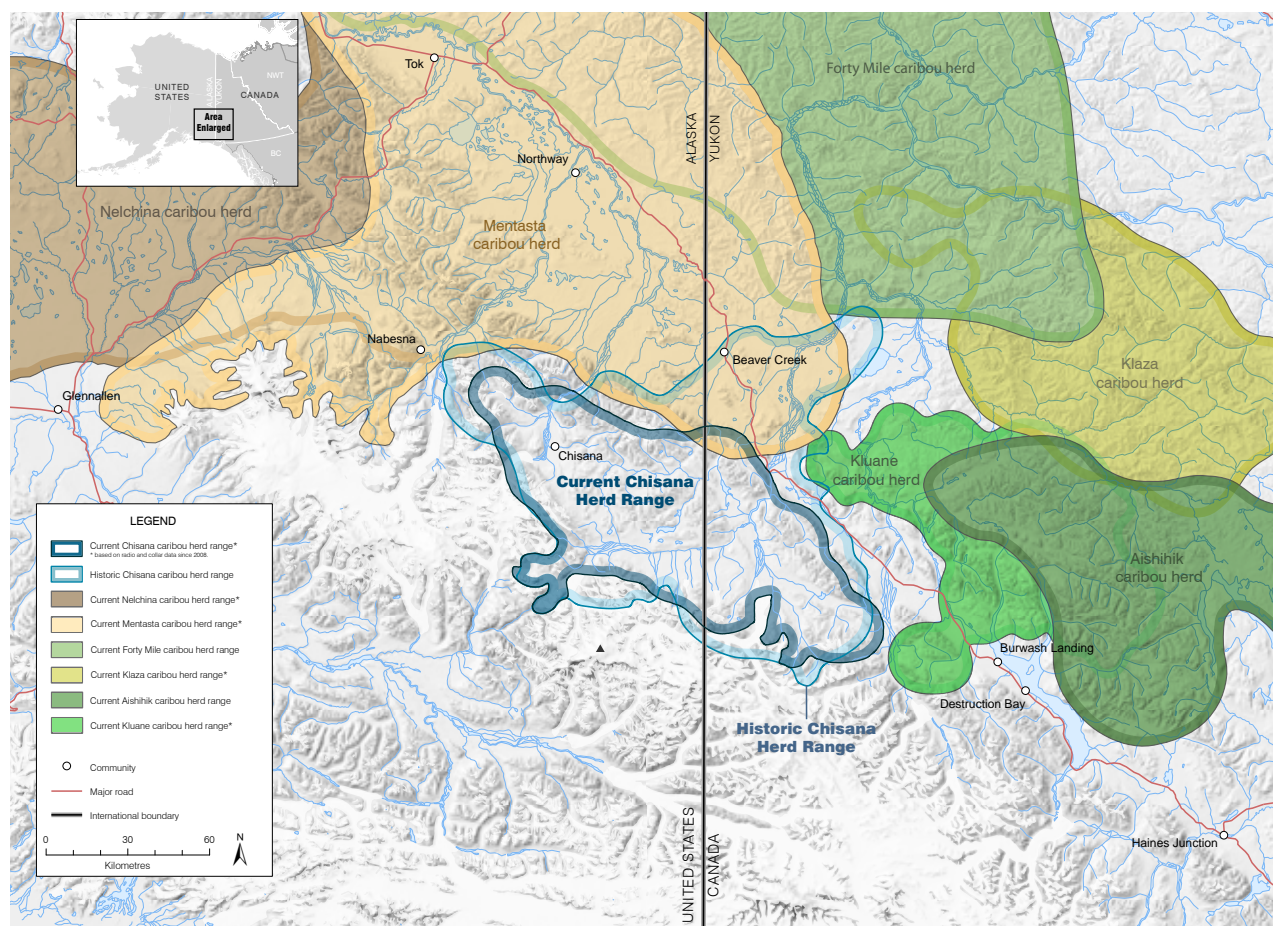 UNITED
STATES
ALASKA
YUKON
NWT
CANADA
Area
Enlarged
BC
Tok
Northway
ALASKA
YUKON
Forty Mile caribou herd
Nelchina caribou herd
Mentasta
caribou herd
Nabesna
Beaver Creek
Klaza
caribou herd
Glennallen
Chisana
Current Chisana
Herd Range
Kluane
caribou herd
Aishihik
caribou herd
Burwash Landing
Destruction Bay
Historic Chisana
Herd Range
Haines Junction
UNITED STATES
CANADA
LEGEND
Current Chisana caribou herd range*
* based on radio and collar data since 2008.
Historic Chisana caribou herd range
Current Nelchina caribou herd range*
Current Mentasta caribou herd range*
Current Forty Mile caribou herd range
Current Klaza caribou herd range*
Current Aishihik caribou herd range
Current Kluane caribou herd range*
Community
Major road
International boundary
0 30 60
Kilometres
N